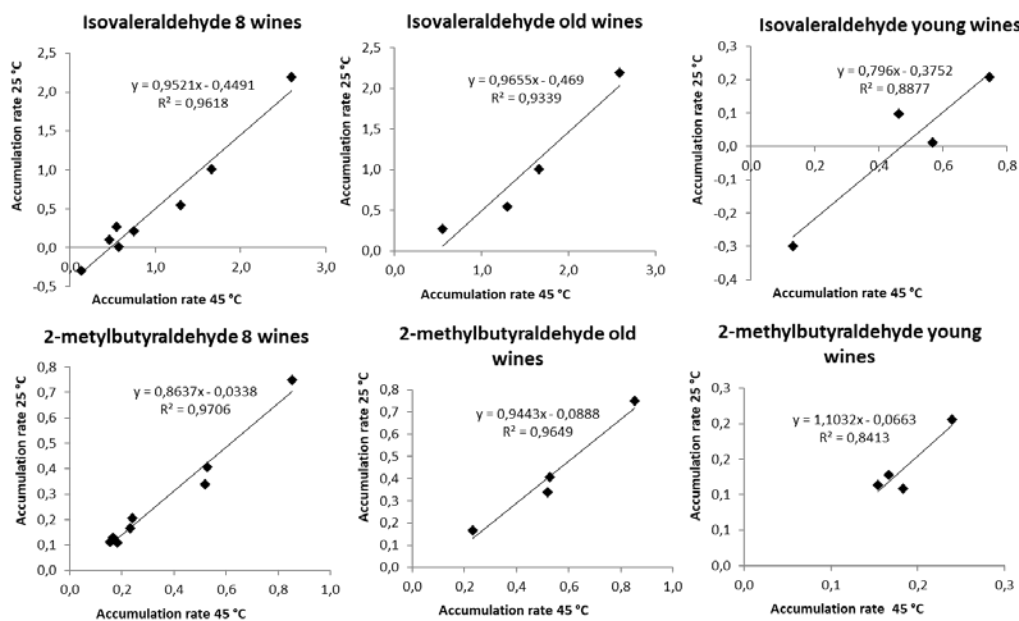 Isovaleraldehyde 8 wines
Accumulation rate 25 °C
2,5
2,0
1,5
1,0
0,5
0,0
-0,5
y = 0,9521x - 0,4491
R² = 0,9618
0,0
1,0
2,0
3,0
Accumulation rate 45 °C
Isovaleraldehyde old wines
Accumulation rate 25 °C
2,5
2,0
1,5
1,0
0,5
0,0
y = 0,9655x - 0,469
R² = 0,9339
0,0
1,0
2,0
3,0
Accumulation rate 45 °C
Isovaleraldehyde young wines
Accumulation rate 25 °C
0,3
0,2
0,1
0,0
-0,1
-0,2
-0,3
-0,4
y = 0,796x - 0,3752
R² = 0,8877
0,0
0,2
0,4
0,6
0,8
Accumulation rate 45 °C
2-metylbutyraldehyde 8 wines
Accumulation rate 25 °C
0,8
0,7
0,6
0,5
0,4
0,3
0,2
0,1
0,0
y = 0,8637x - 0,0338
R² = 0,9706
0,0
0,2
0,4
0,6
0,8
1,0
Accumulation rate 45 °C
2-methylbutyraldehyde old
wines
Accumulation rate 25 °C
0,8
0,7
0,6
0,5
0,4
0,3
0,2
0,1
0,0
y = 0,9443x - 0,0888
R² = 0,9649
0,0
0,2
0,4
0,6
0,8
1,0
Accumulation rate 45 °C
2-methylbutyraldehyde young
wines
Accumulation rate 25 °C
0,3
0,2
0,2
0,1
0,1
0,0
y = 1,1032x - 0,0663
R² = 0,8413
0,0
0,1
0,2
0,3
Accumulation rate 45 °C